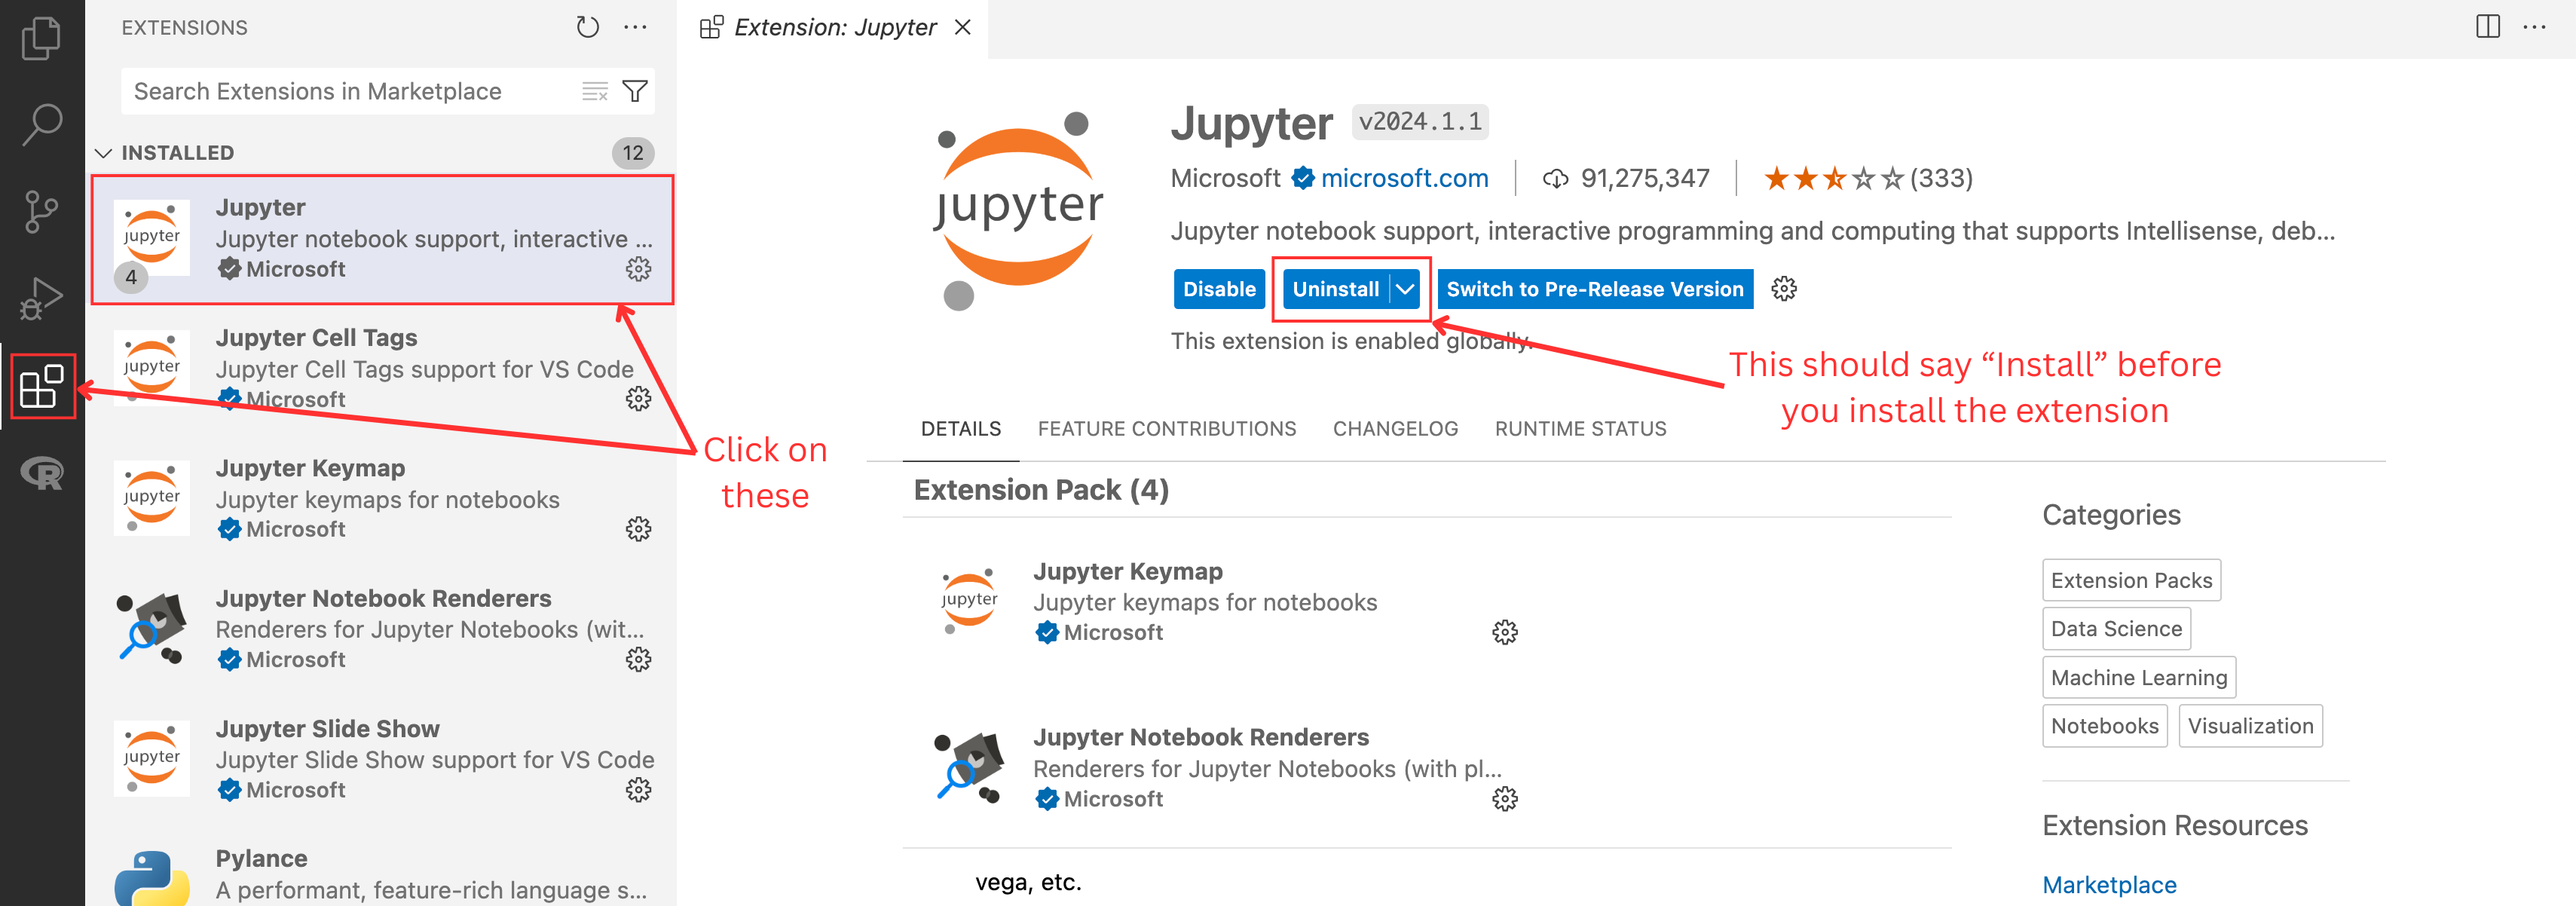 EXTENSIONS
Search Extensions in Marketplace
INSTALLED 12
jupyter
Jupyter
Jupyter notebook support, interactive ...
Microsoft
4
jupyter
Jupyter Cell Tags
Jupyter Cell Tags support for VS Code
Microsoft
jupyter
Jupyter Keymap
Jupyter keymaps for notebooks
Microsoft
Jupyter Notebook Renderers
Renderers for Jupyter Notebooks (wit...
Microsoft
jupyter
Jupyter Slide Show
Jupyter Slide Show support for VS Code
Microsoft
Pylance
A performant, feature-rich language s...
R
Click on
these
Extension: Jupyter
jupyter
Jupyter v2024.1.1
Microsoft microsoft.com 91,275,347 (333)
Jupyter notebook support, interactive programming and computing that supports Intellisense, deb...
Disable Uninstall Switch to Pre-Release Version
This extension is enabled globally.
This should say “Install” before
you install the extension
DETAILS FEATURE CONTRIBUTIONS CHANGELOG RUNTIME STATUS
Extension Pack (4)
jupyter
Jupyter Keymap
Jupyter keymaps for notebooks
Microsoft
Jupyter Notebook Renderers
Renderers for Jupyter Notebooks (with pl...
Microsoft
vega, etc.
Categories
Extension Packs
Data Science
Machine Learning
Notebooks Visualization
Extension Resources
Marketplace